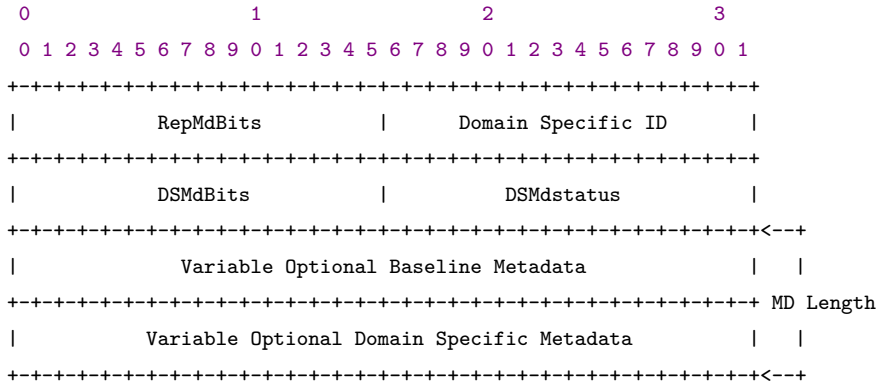 0                   1                   2                   3
0 1 2 3 4 5 6 7 8 9 0 1 2 3 4 5 6 7 8 9 0 1 2 3 4 5 6 7 8 9 0 1
+-+-+-+-+-+-+-+-+-+-+-+-+-+-+-+-+-+-+-+-+-+-+-+-+-+-+-+-+-+-+-+-+
|            RepMdBits          |      Domain Specific ID       |
+-+-+-+-+-+-+-+-+-+-+-+-+-+-+-+-+-+-+-+-+-+-+-+-+-+-+-+-+-+-+-+-+
|            DSMdBits           |          DSMdstatus           |
+-+-+-+-+-+-+-+-+-+-+-+-+-+-+-+-+-+-+-+-+-+-+-+-+-+-+-+-+-+-+-+-+<--+
|              Variable Optional Baseline Metadata              |   |
+-+-+-+-+-+-+-+-+-+-+-+-+-+-+-+-+-+-+-+-+-+-+-+-+-+-+-+-+-+-+-+-+ MD Length
|           Variable Optional Domain Specific Metadata          |   |
+-+-+-+-+-+-+-+-+-+-+-+-+-+-+-+-+-+-+-+-+-+-+-+-+-+-+-+-+-+-+-+-+<--+